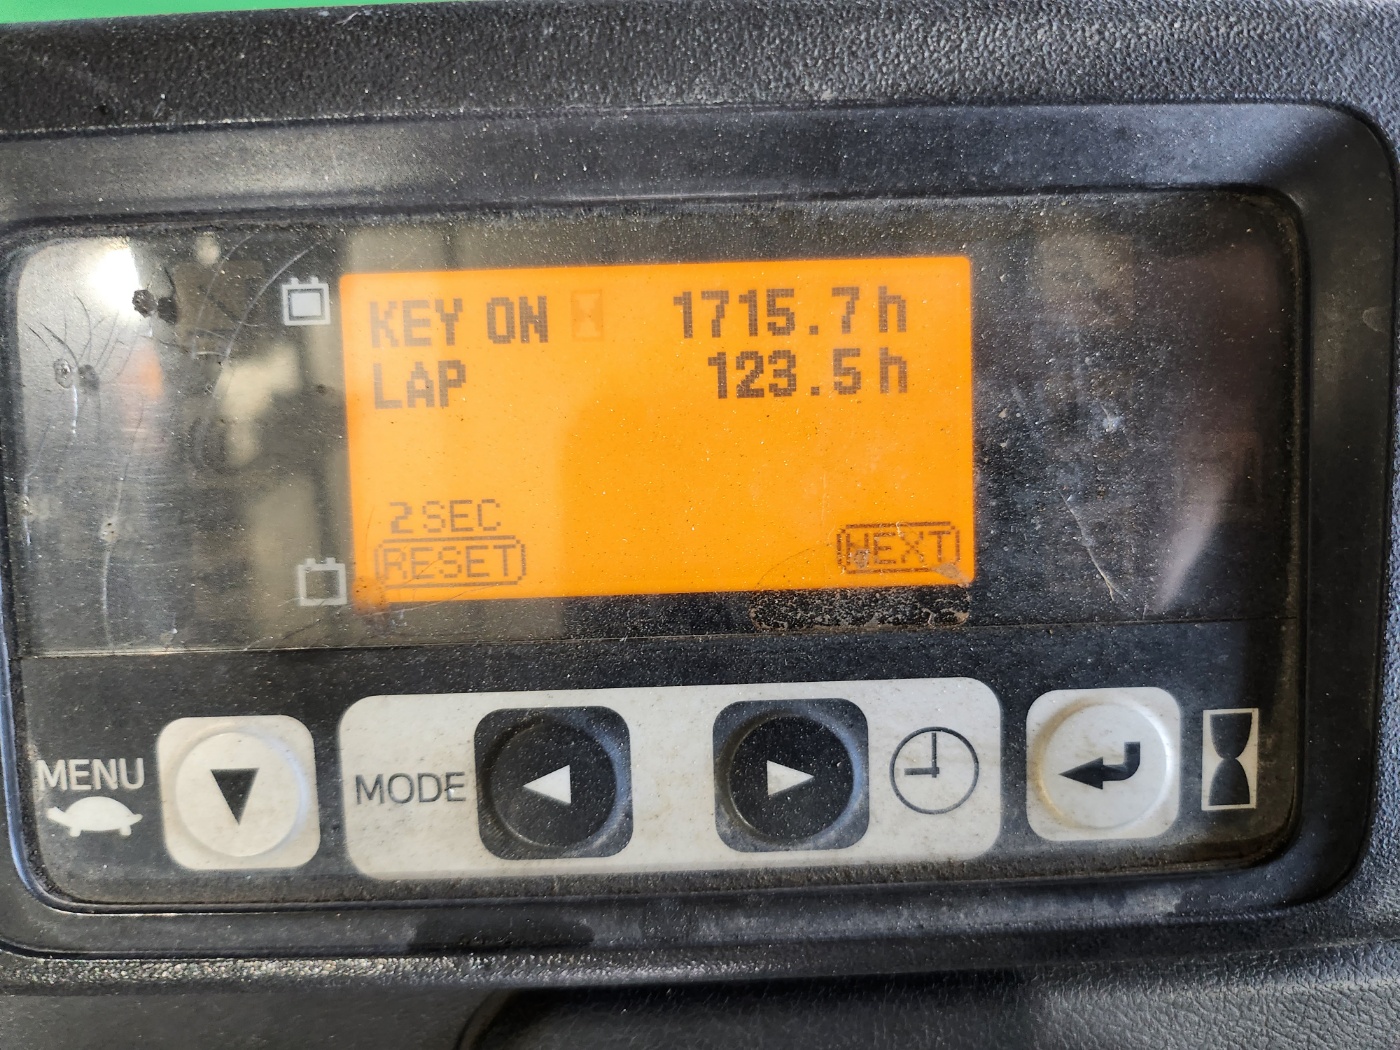 KEY ON 1715.7h
LAP 123.5h
2SEC
RESET NEXT
MENU MODE